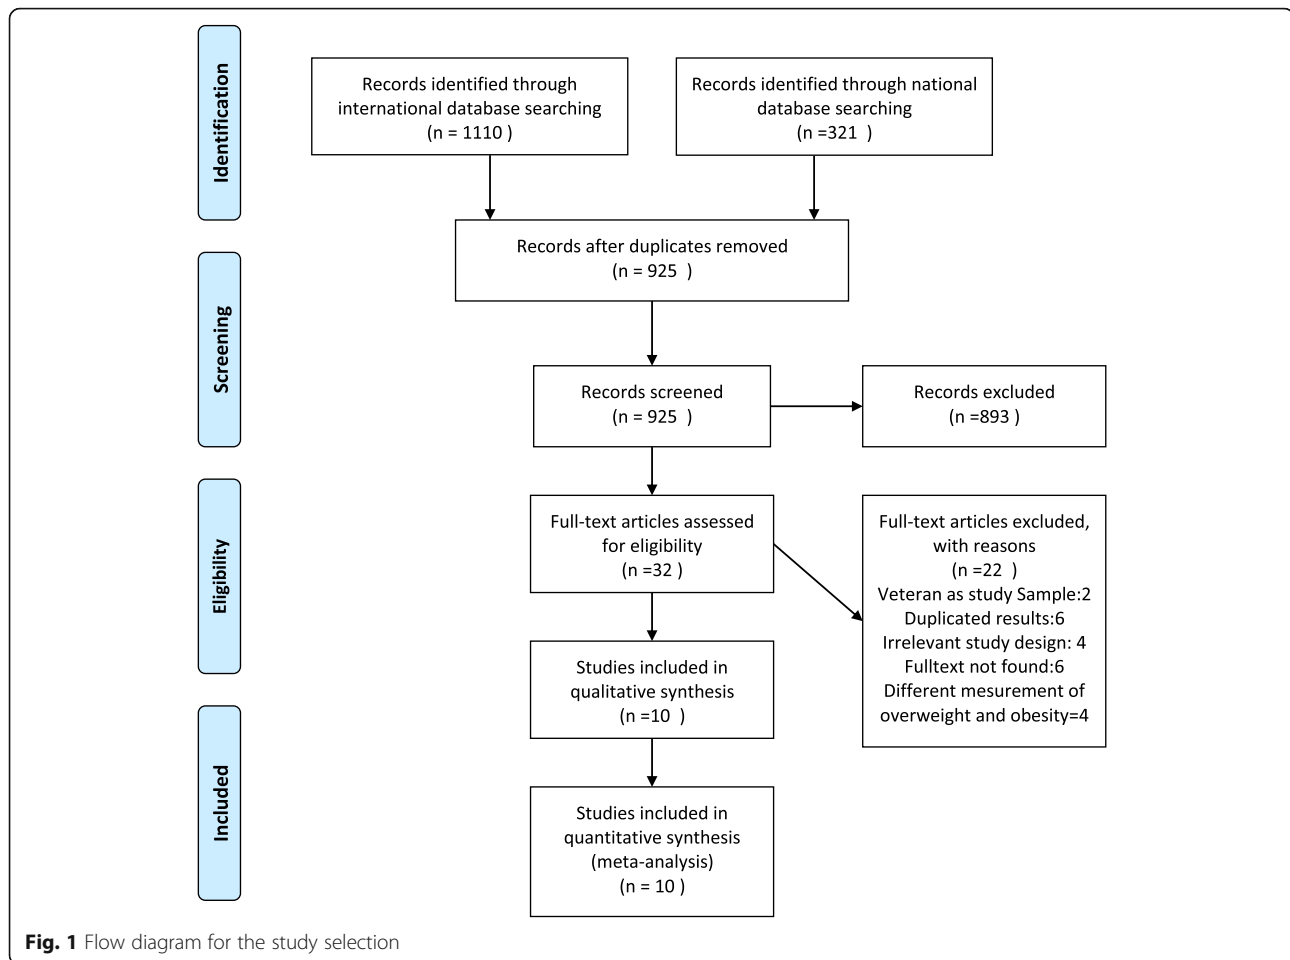 Identification
Records identified through
international database searching
(n = 1110 )
Records identified through national
database searching
(n =321 )
Records after duplicates removed
(n = 925 )
Screening
Records screened
(n = 925 )
Records excluded
(n =893 )
Eligibility
Full-text articles assessed
for eligibility
(n =32 )
Full-text articles excluded,
with reasons
(n =22 )
Veteran as study Sample:2
Duplicated results:6
Irrelevant study design: 4
Fulltext not found:6
Different mesurement of
overweight and obesity=4
Studies included in
qualitative synthesis
(n =10 )
Included
Studies included in
quantitative synthesis
(meta-analysis)
(n = 10 )
Fig. 1 Flow diagram for the study selection